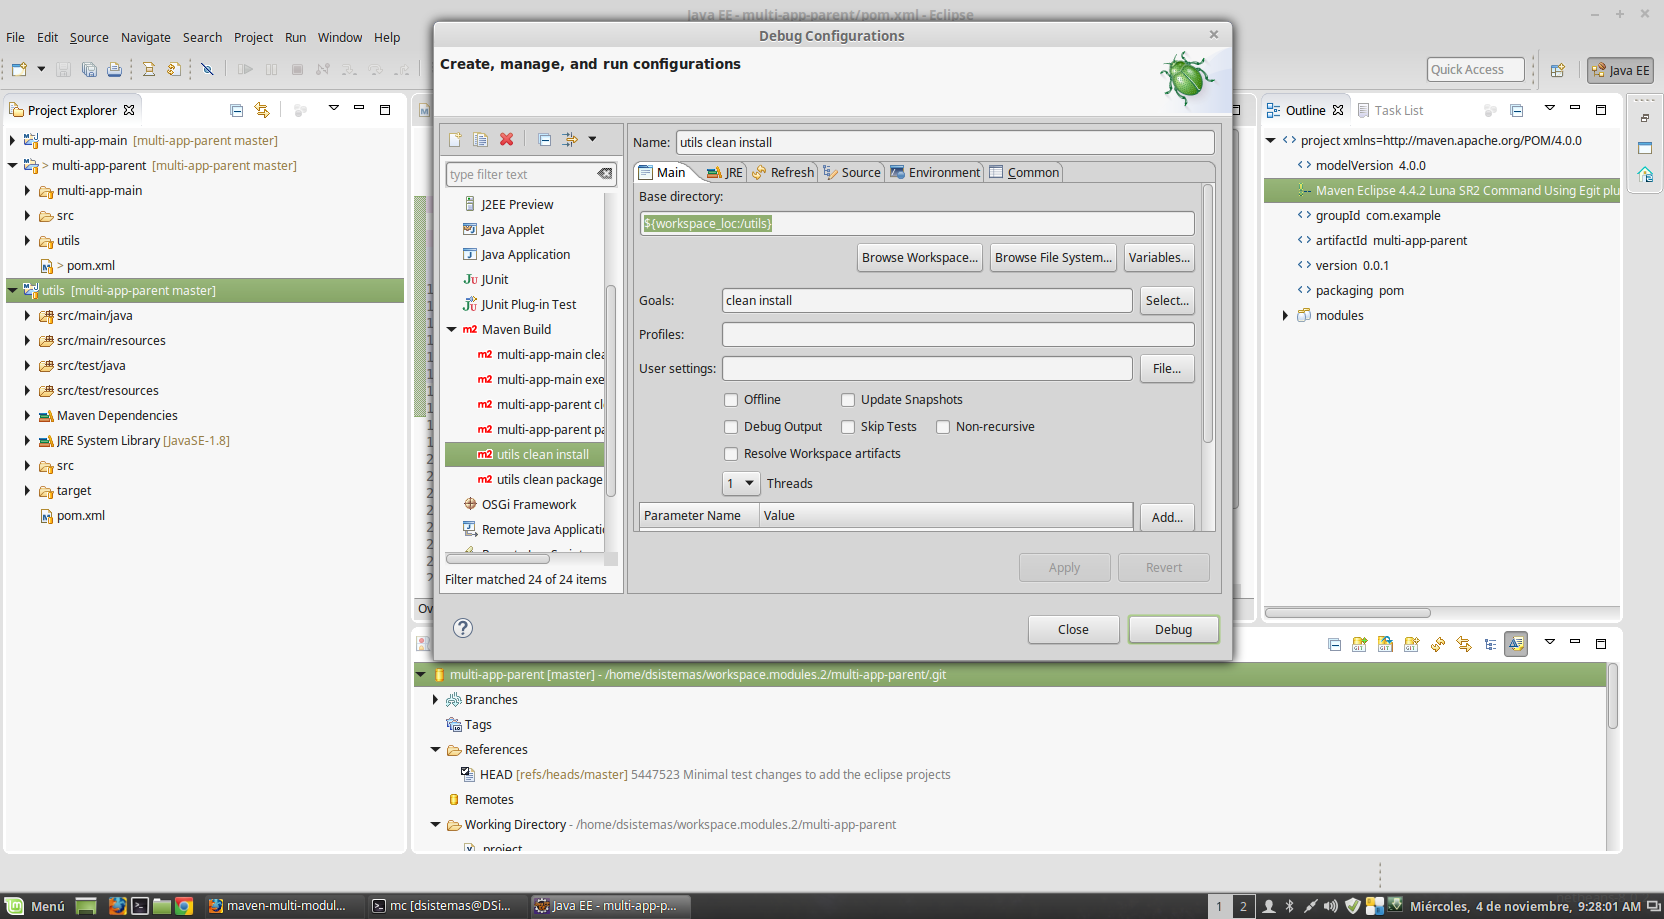 Java EE - multi-app-parent/pom.xml - Eclipse
File Edit Source Navigate Search Project Run Window Help
Quick Access
Java EE
Project Explorer
multi-app-main [multi-app-parent master]
> multi-app-parent [multi-app-parent master]
multi-app-main
src
utils
> pom.xml
utils [multi-app-parent master]
src/main/java
src/main/resources
src/test/java
src/test/resources
Maven Dependencies
JRE System Library [JavaSE-1.8]
src
target
pom.xml
Debug Configurations
Create, manage, and run configurations
type filter text
J2EE Preview
Java Applet
Java Application
JUnit
JUnit Plug-in Test
Maven Build
multi-app-main clea
multi-app-main exe
multi-app-parent cl
multi-app-parent pa
utils clean install
utils clean package
OSGi Framework
Remote Java Applicatio
Filter matched 24 of 24 items
Name: utils clean install
Main JRE Refresh Source Environment Common
Base directory:
${workspace_loc:/utils}
Browse Workspace... Browse File System... Variables...
Goals: clean install Select...
Profiles:
User settings: File...
Offline Update Snapshots
Debug Output Skip Tests Non-recursive
Resolve Workspace artifacts
1 Threads
Parameter Name Value Add...
Apply Revert
Close Debug
Outline Task List
project xmlns=http://maven.apache.org/POM/4.0.0
modelVersion 4.0.0
Maven Eclipse 4.4.2 Luna SR2 Command Using Egit plu
groupId com.example
artifactId multi-app-parent
version 0.0.1
packaging pom
modules
Ov
multi-app-parent [master] - /home/dsistemas/workspace.modules.2/multi-app-parent/.git
Branches
Tags
References
HEAD [refs/heads/master] 5447523 Minimal test changes to add the eclipse projects
Remotes
Working Directory - /home/dsistemas/workspace.modules.2/multi-app-parent
.project
Menú maven-multi-modul... mc [dsistemas@DSi... Java EE - multi-app-p... 1 2 Miércoles, 4 de noviembre, 9:28:01 AM